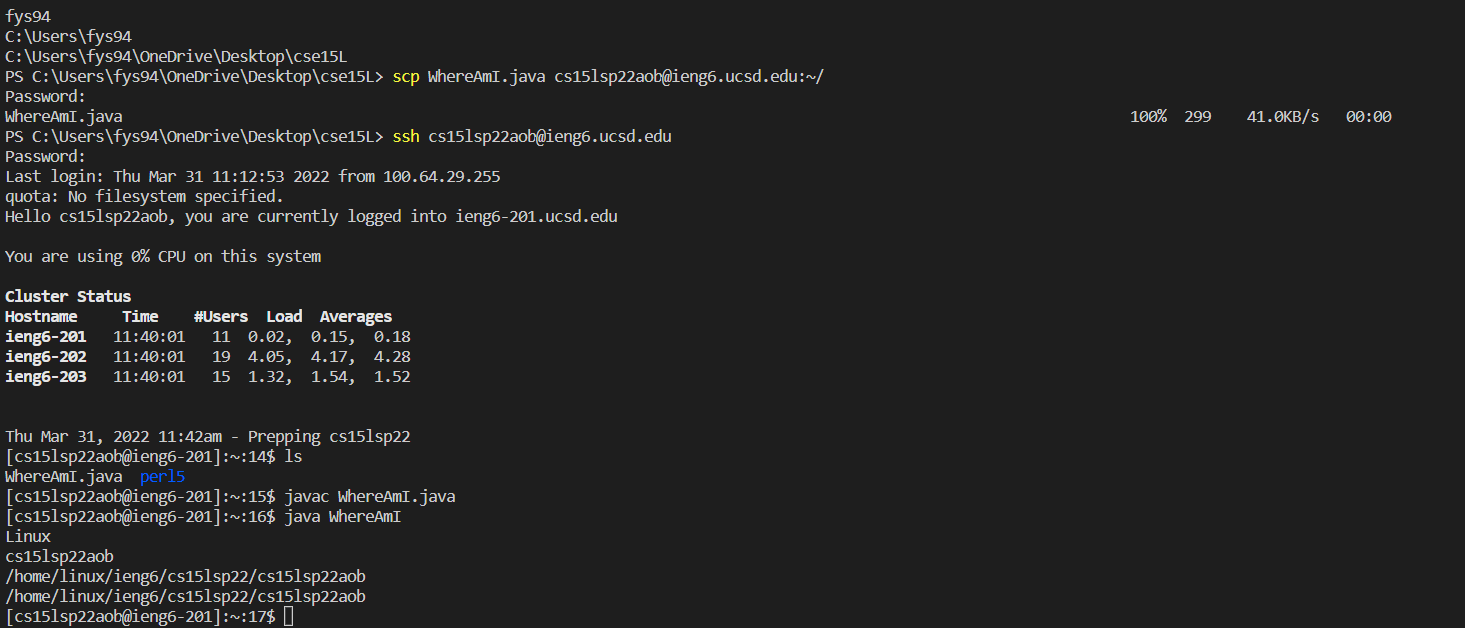 fys94
C:\Users\fys94
C:\Users\fys94\OneDrive\Desktop\cse15L
PS C:\Users\fys94\OneDrive\Desktop\cse15L> scp WhereAmI.java cs15lsp22aob@ieng6.ucsd.edu:~/
Password:
WhereAmI.java 100% 299 41.0KB/s 00:00
PS C:\Users\fys94\OneDrive\Desktop\cse15L> ssh cs15lsp22aob@ieng6.ucsd.edu
Password:
Last login: Thu Mar 31 11:12:53 2022 from 100.64.29.255
quota: No filesystem specified.
Hello cs15lsp22aob, you are currently logged into ieng6-201.ucsd.edu
You are using 0% CPU on this system
Cluster Status
Hostname Time #Users Load Averages
ieng6-201 11:40:01 11 0.02, 0.15, 0.18
ieng6-202 11:40:01 19 4.05, 4.17, 4.28
ieng6-203 11:40:01 15 1.32, 1.54, 1.52
Thu Mar 31, 2022 11:42am - Prepping cs15lsp22
[cs15lsp22aob@ieng6-201]:~:14$ ls
WhereAmI.java perl5
[cs15lsp22aob@ieng6-201]:~:15$ javac WhereAmI.java
[cs15lsp22aob@ieng6-201]:~:16$ java WhereAmI
Linux
cs15lsp22aob
/home/linux/ieng6/cs15lsp22/cs15lsp22aob
/home/linux/ieng6/cs15lsp22/cs15lsp22aob
[cs15lsp22aob@ieng6-201]:~:17$